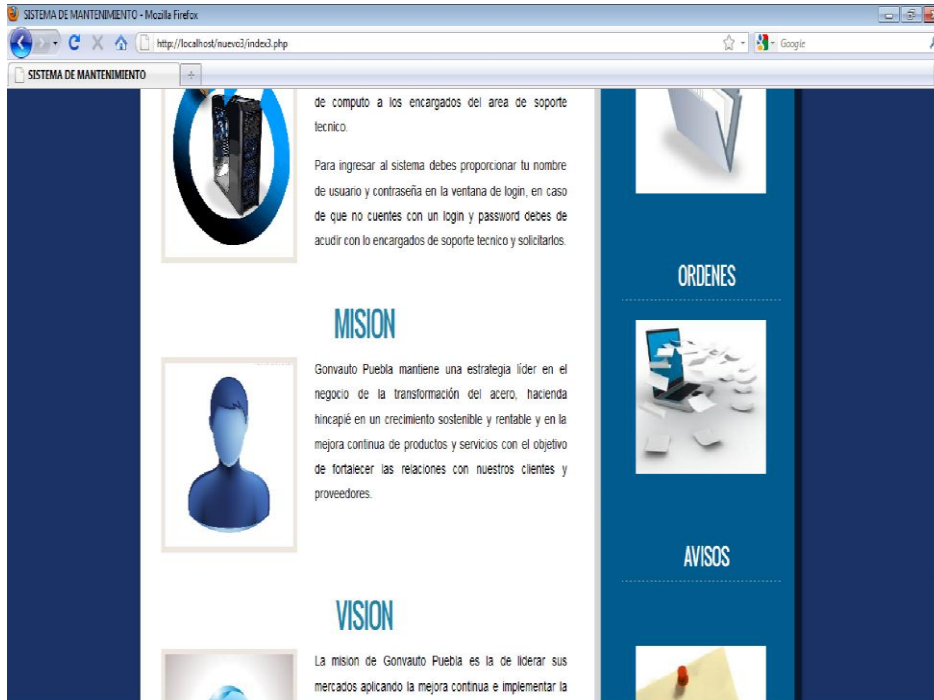 SISTEMA DE MANTENIMIENTO - Mozilla Firefox
http://localhost/nuevo3/index3.php
Google
SISTEMA DE MANTENIMIENTO
de computo a los encargados del area de soporte
tecnico.
Para ingresar al sistema debes proporcionar tu nombre
de usuario y contraseña en la ventana de login, en caso
de que no cuentes con un login y password debes de
acudir con lo encargados de soporte tecnico y solicitarlos.
MISION
Gonvauto Puebla mantiene una estrategia líder en el
negocio de la transformación del acero, hacienda
hincapié en un crecimiento sostenible y rentable y en la
mejora continua de productos y servicios con el objetivo
de fortalecer las relaciones con nuestros clientes y
proveedores.
VISION
La mision de Gonvauto Puebla es la de liderar sus
mercados aplicando la mejora continua e implementar la
ORDENES
AVISOS